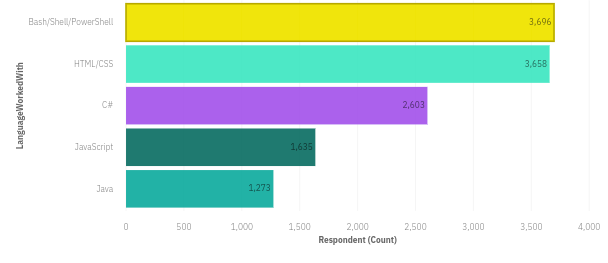 Bash/Shell/PowerShell
3,696
HTML/CSS
3,658
C#
2,603
JavaScript
1,635
Java
1,273
LanguageWorkedWith
0
500
1,000
1,500
2,000
2,500
3,000
3,500
4,000
Respondent (Count)